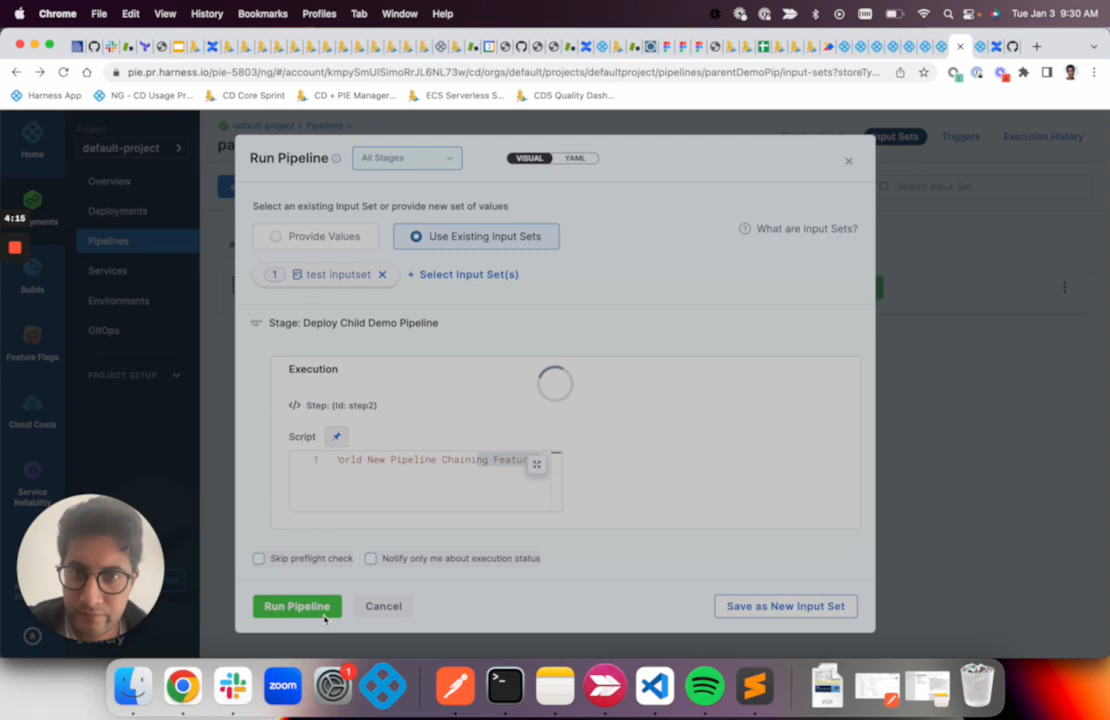 Chrome File Edit View History Bookmarks Profiles Tab Window Help
Tue Jan 3 9:30 AM
pie.pr.harness.io/pie-5803/ng/#/account/kmpySmUISimoRrJL6NL73w/cd/orgs/default/projects/defaultproject/pipelines/parentDemoPip/input-sets?storeTy...
Harness App NG - CD Usage Pr... CD Core Sprint CD + PIE Manager... ECS Serverless S... CDS Quality Dash...
Home
4:15
Builds
Feature Flags
Cloud Costs
Service
Project
default-project
Overview
Deployments
Pipelines
Services
Environments
GitOps
PROJECT SETUP
default-project > Pipelines >
pa
nput Sets
Triggers
Execution History
Search Input Set
Run Pipeline
All Stages
VISUAL YAML
Select an existing Input Set or provide new set of values
Provide Values
Use Existing Input Sets
What are Input Sets?
1 test inputset
+ Select Input Set(s)
Stage: Deploy Child Demo Pipeline
Execution
</> Step: (Id: step2)
Script
1 orld New Pipeline Chaining Featur
Skip preflight check
Notify only me about execution status
Run Pipeline
Cancel
Save as New Input Set
zoom
1
PDF